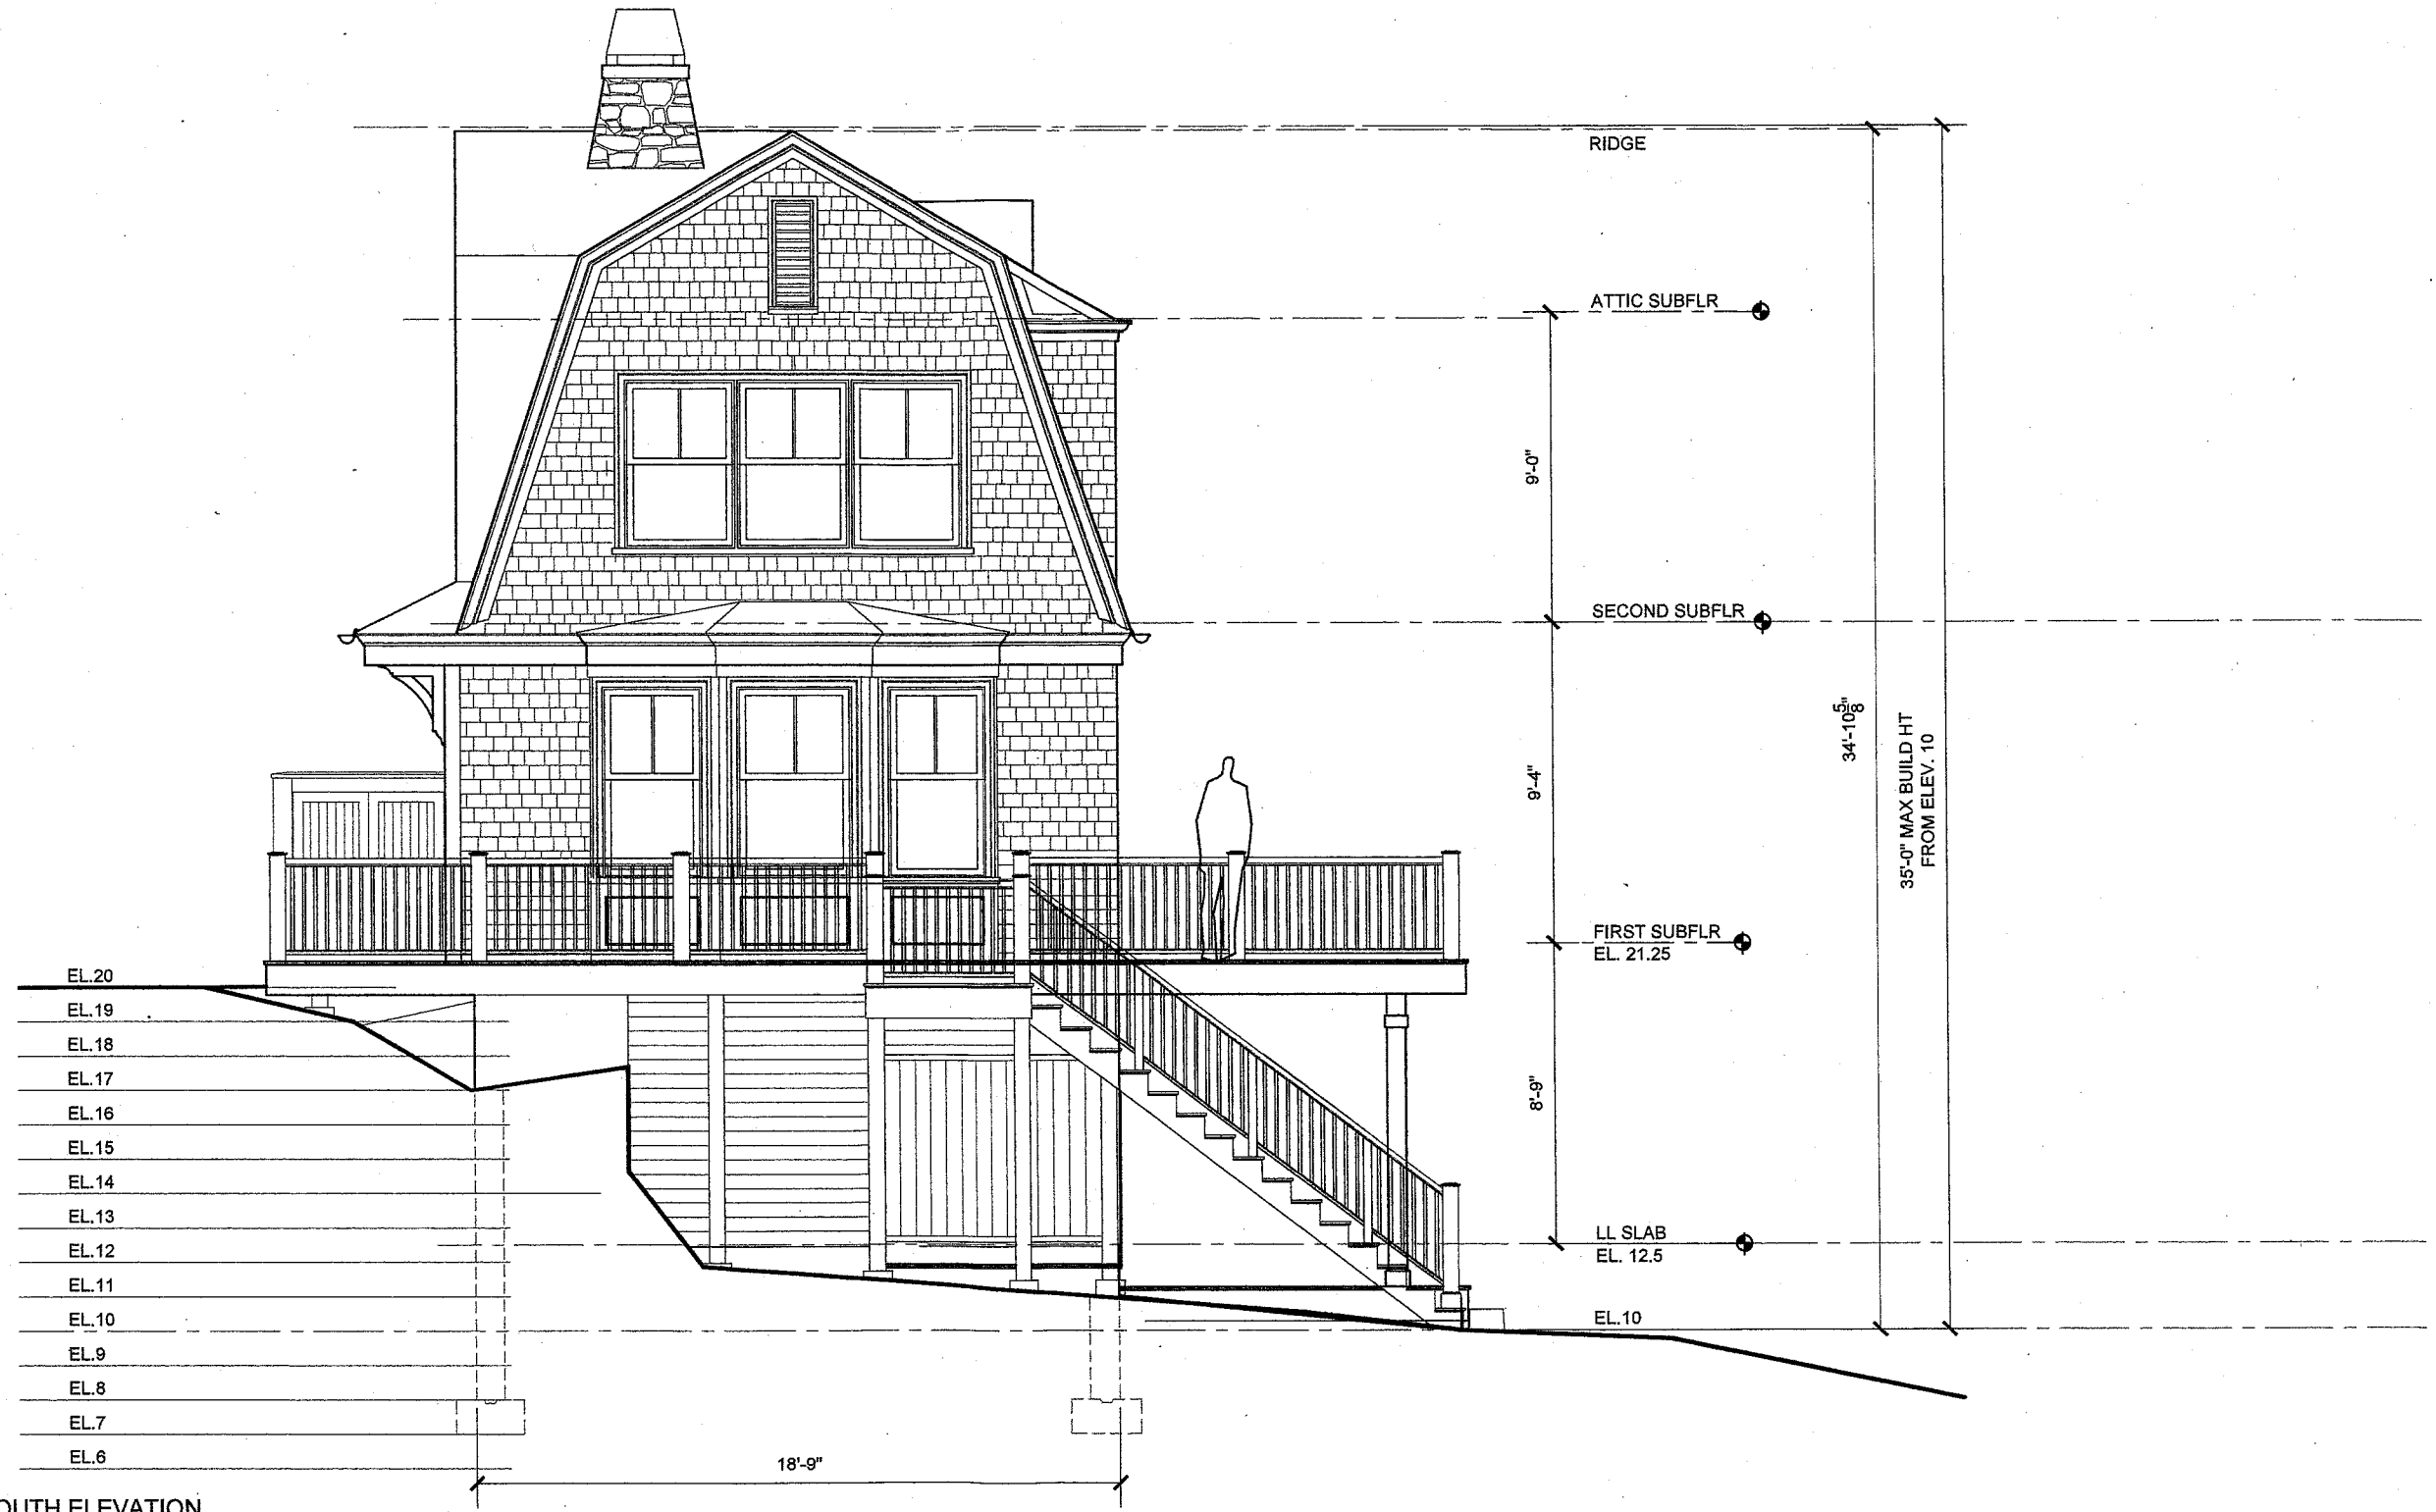 RIDGE
ATTIC SUBFLR
9'-0"
SECOND SUBFLR
34'-10 5/8"
35'-0" MAX BUILD HT
FROM ELEV. 10
9'-4"
FIRST SUBFLR
EL. 21.25
8'-9"
LL SLAB
EL. 12.5
EL.10
EL.20
EL.19
EL.18
EL.17
EL.16
EL.15
EL.14
EL.13
EL.12
EL.11
EL.10
EL.9
EL.8
EL.7
EL.6
18'-9"
OUTH ELEVATION